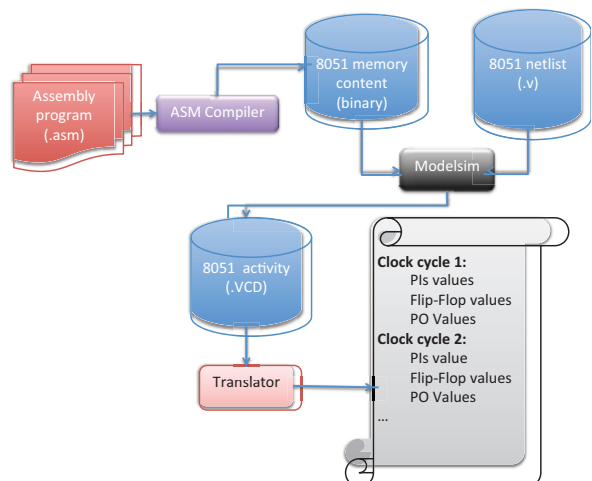 Assembly
program
(.asm)
ASM Compiler
8051 memory
content
(binary)
8051 netlist
(.v)
Modelsim
8051 activity
(.VCD)
Translator
Clock cycle 1:
PIs values
Flip-Flop values
PO Values
Clock cycle 2:
PIs value
Flip-Flop values
PO Values
...